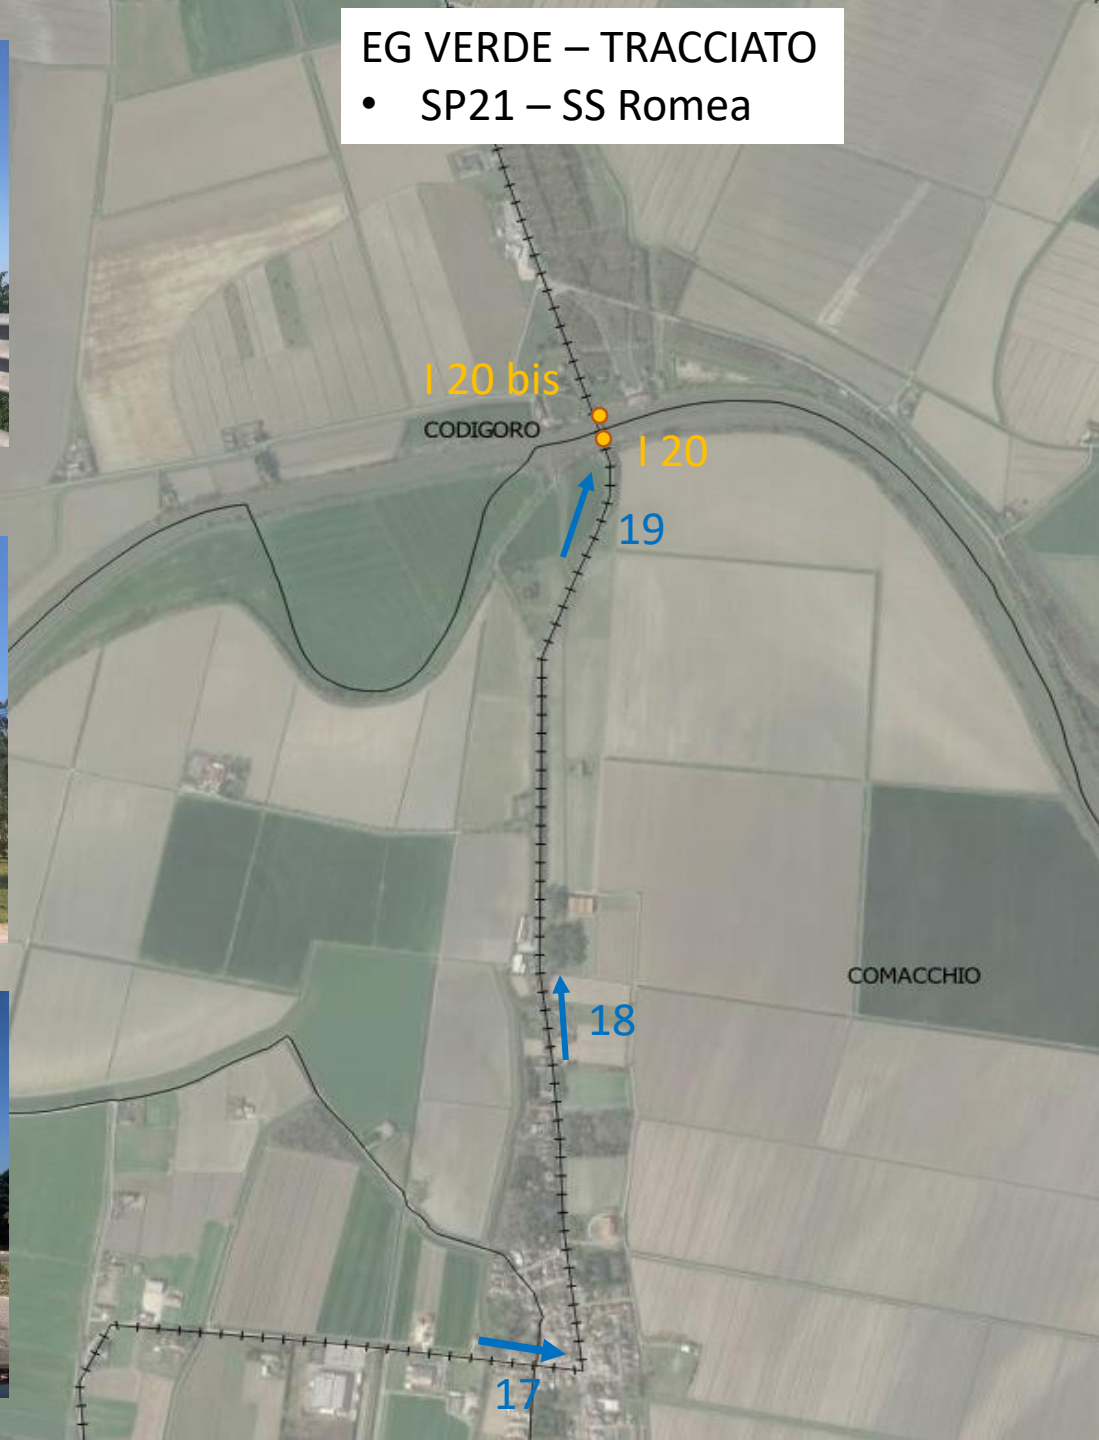 EG VERDE – TRACCIATO
• SP21 – SS Romea
I 20 bis
CODIGORO
I 20
19
COMACCHIO
18
17